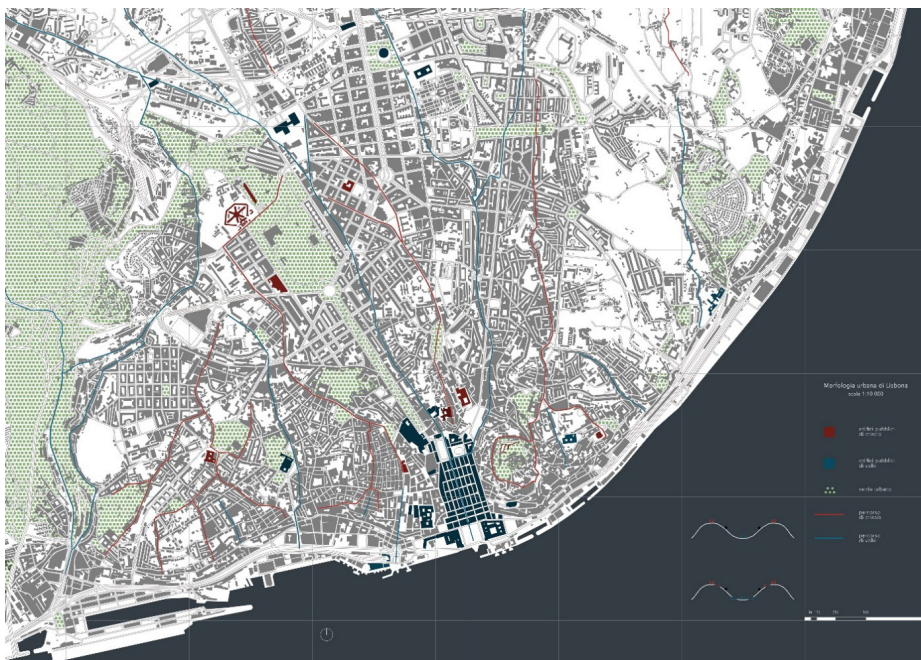 Morfologia urbana di Lisbona
scala 1:10 000
edifici pubblici
di crinale
edifici pubblici
di valle
verde urbano
percorso
di crinale
percorso
di valle